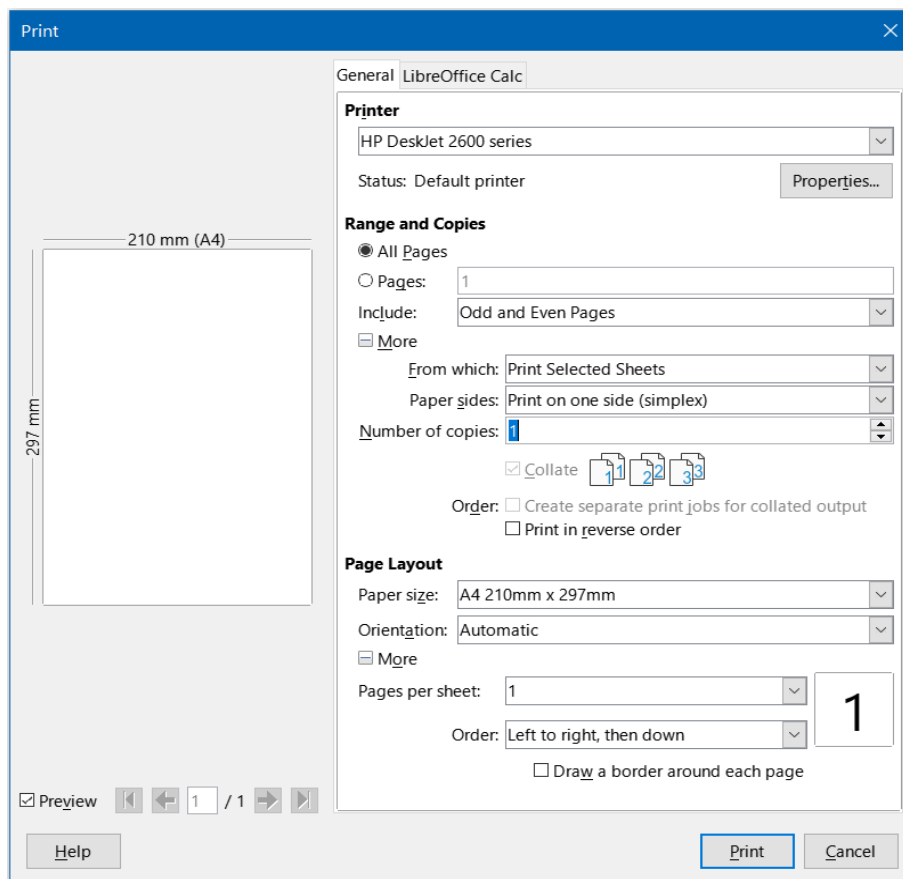 Print
General LibreOffice Calc
Printer
HP DeskJet 2600 series
Status: Default printer Properties...
Range and Copies
All Pages
Pages: 1
Include: Odd and Even Pages
More
From which: Print Selected Sheets
Paper sides: Print on one side (simplex)
Number of copies: 1
Collate 1 1 2 2 3 3
Order: Create separate print jobs for collated output
Print in reverse order
Page Layout
Paper size: A4 210mm x 297mm
Orientation: Automatic
More
Pages per sheet: 1
1
Order: Left to right, then down
Draw a border around each page
210 mm (A4)
297 mm
Preview 1 / 1
Help Print Cancel